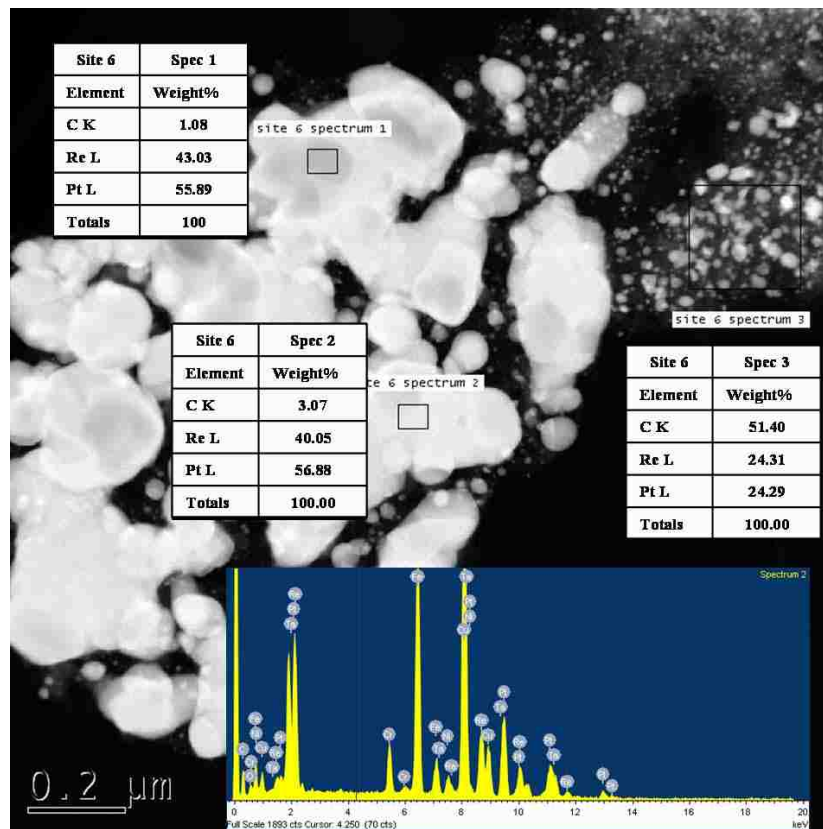 Site 6 Spec 1
Element Weight%
C K 1.08
Re L 43.03
Pt L 55.89
Totals 100
site 6 spectrum 1
site 6 spectrum 3
Site 6 Spec 2
Element Weight%
C K 3.07
Re L 40.05
Pt L 56.88
Totals 100.00
te 6 spectrum 2
Site 6 Spec 3
Element Weight%
C K 51.40
Re L 24.31
Pt L 24.29
Totals 100.00
Spectrum 2
0.2 µm
0 2 4 6 8 10 12 14 16 18 20
Full Scale 1893 cts Cursor: 4.250 (70 cts) keV